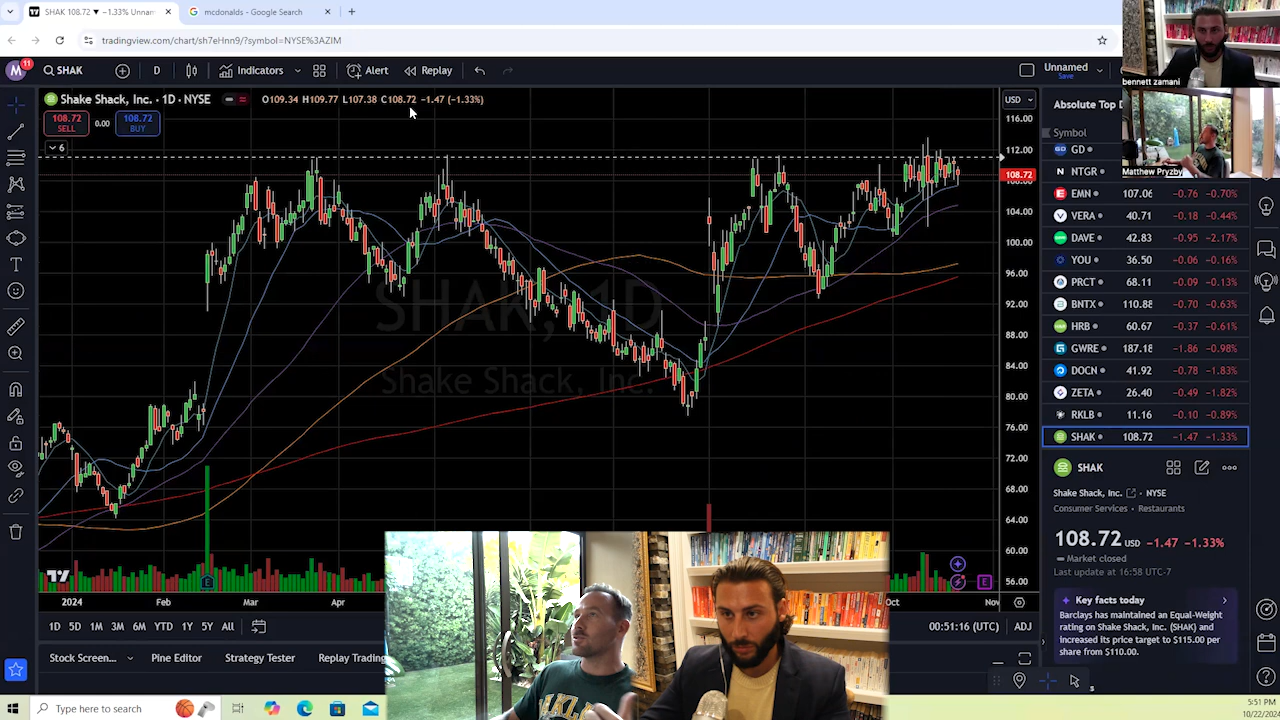 SHAK 108.72 ▼ −1.33% Unnam
mcdonalds - Google Search
tradingview.com/chart/sh7eHnn9/?symbol=NYSE%3AZIM
M
11
SHAK
D
Indicators
Alert
Replay
Unnamed
Save
bennett zamani
Matthew Pryzby
Shake Shack, Inc. · 1D · NYSE
O109.34 H109.77 L107.38 C108.72 −1.47 (−1.33%)
108.72
SELL
0.00
108.72
BUY
6
USD
116.00
112.00
108.72
104.00
100.00
96.00
92.00
88.00
84.00
80.00
76.00
72.00
68.00
64.00
60.00
56.00
SHAK, 1D
Shake Shack, Inc.
2024
Feb
Mar
Apr
Oct
Nov
E
E
1D 5D 1M 3M 6M YTD 1Y 5Y All
00:51:16 (UTC)
ADJ
Stock Screen...
Pine Editor
Strategy Tester
Replay Trading
Absolute Top D
Symbol
GD
NTGR
EMN 107.06 −0.76 −0.70%
VERA 40.71 −0.18 −0.44%
DAVE 42.83 −0.95 −2.17%
YOU 36.50 −0.06 −0.16%
PRCT 68.11 −0.09 −0.13%
BNTX 110.88 −0.70 −0.63%
HRB 60.67 −0.37 −0.61%
GWRE 187.18 −1.86 −0.98%
DOCN 41.92 −0.78 −1.83%
ZETA 26.40 −0.49 −1.82%
RKLB 11.16 −0.10 −0.89%
SHAK 108.72 −1.47 −1.33%
SHAK
Shake Shack, Inc. · NYSE
Consumer Services · Restaurants
108.72 USD −1.47 −1.33%
Market closed
Last update at 16:58 UTC-7
Key facts today
Barclays has maintained an Equal-Weight
rating on Shake Shack, Inc. (SHAK) and
increased its price target to $115.00 per
share from $110.00.
Type here to search
5:51 PM
10/22/2024